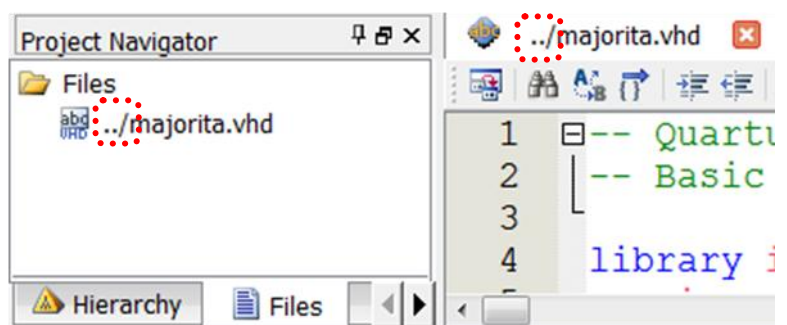 Project Navigator
Files
../majorita.vhd
Hierarchy
Files
../majorita.vhd
1 -- Quartu
2 -- Basic
3
4 library i